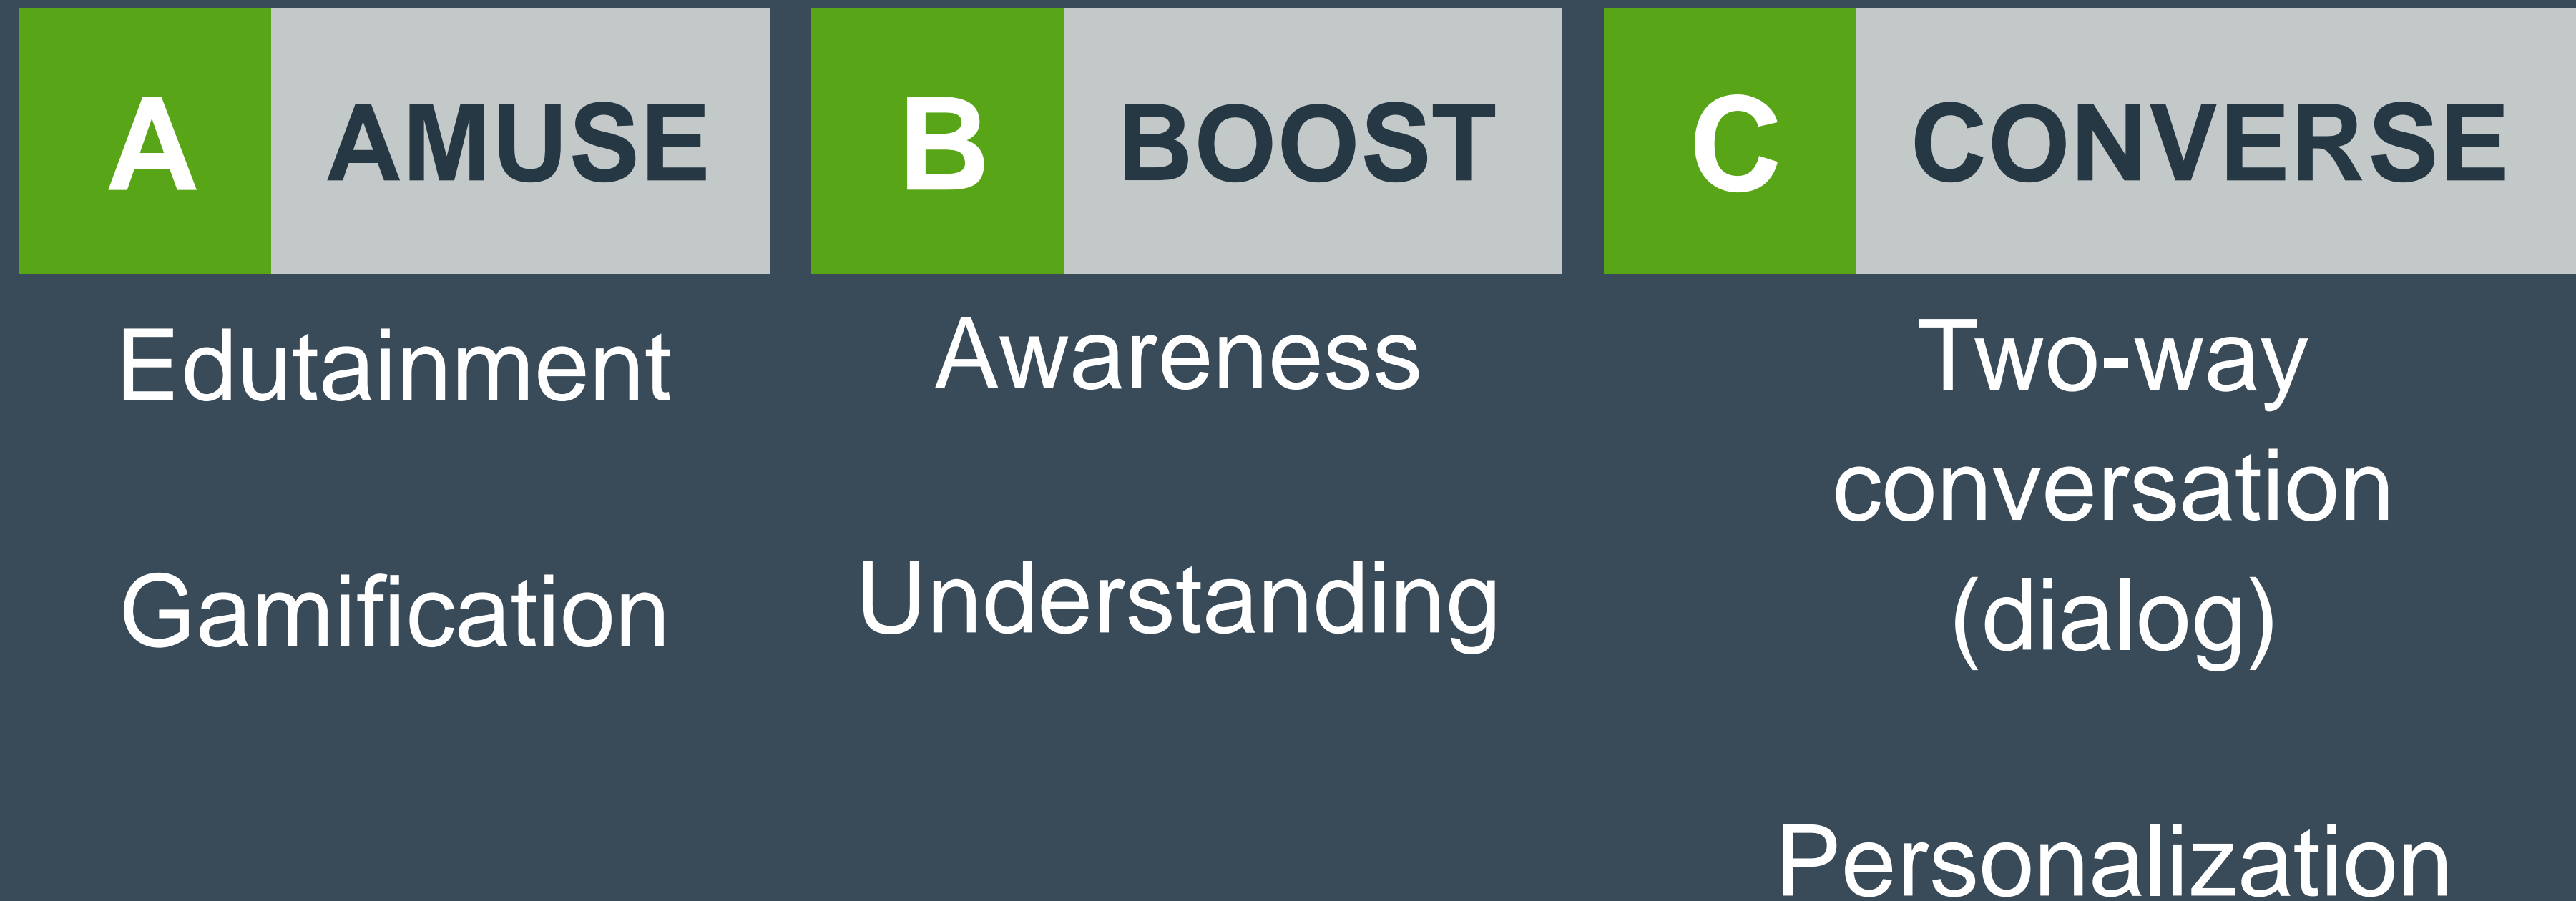 A AMUSE
Edutainment
Gamification
B BOOST
Awareness
Understanding
C CONVERSE
Two-way
conversation
(dialog)
Personalization